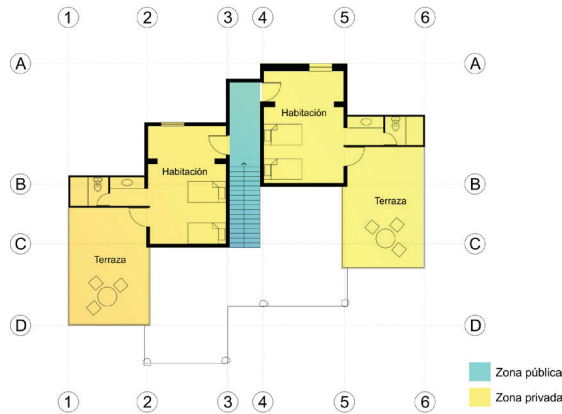 1 2 3 4 5 6
A A
Habitación
Habitación
B B
Terraza
C C
Terraza
D D
Zona pública
Zona privada
1 2 3 4 5 6